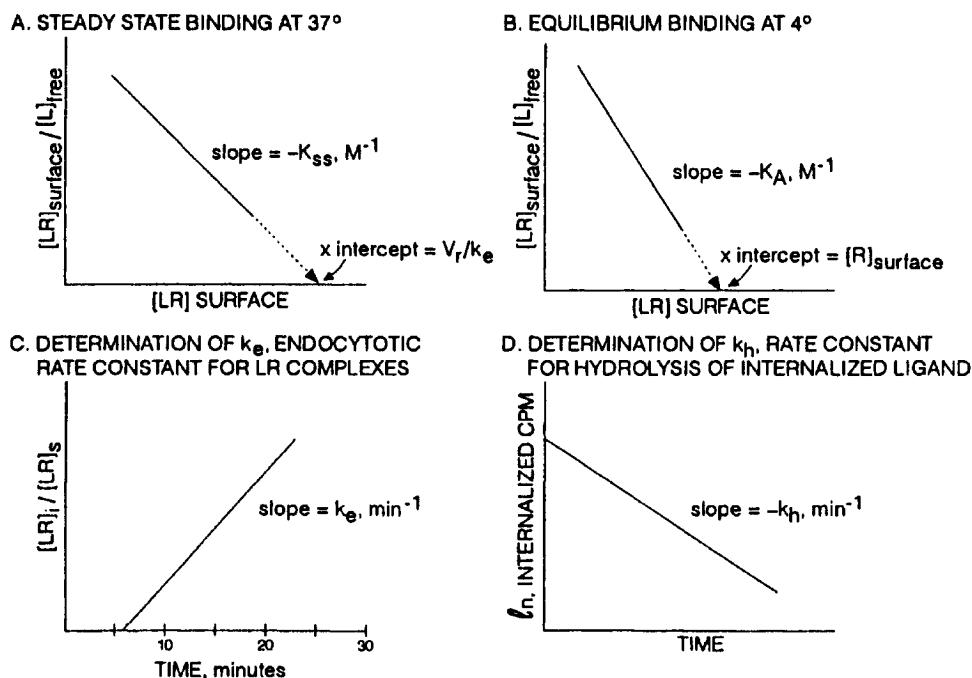 A. STEADY STATE BINDING AT 37º
[LR]surface / [L]free
slope = -Kss, M-1
x intercept = Vr/ke
[LR] SURFACE
B. EQUILIBRIUM BINDING AT 4º
[LR]surface / [L]free
slope = -KA, M-1
x intercept = [R]surface
[LR] SURFACE
C. DETERMINATION OF ke, ENDOCYTOTIC
RATE CONSTANT FOR LR COMPLEXES
[LR]i / [LR]s
slope = ke, min-1
10 20 30
TIME, minutes
D. DETERMINATION OF kh, RATE CONSTANT
FOR HYDROLYSIS OF INTERNALIZED LIGAND
ℓn, INTERNALIZED CPM
slope = -kh, min-1
TIME